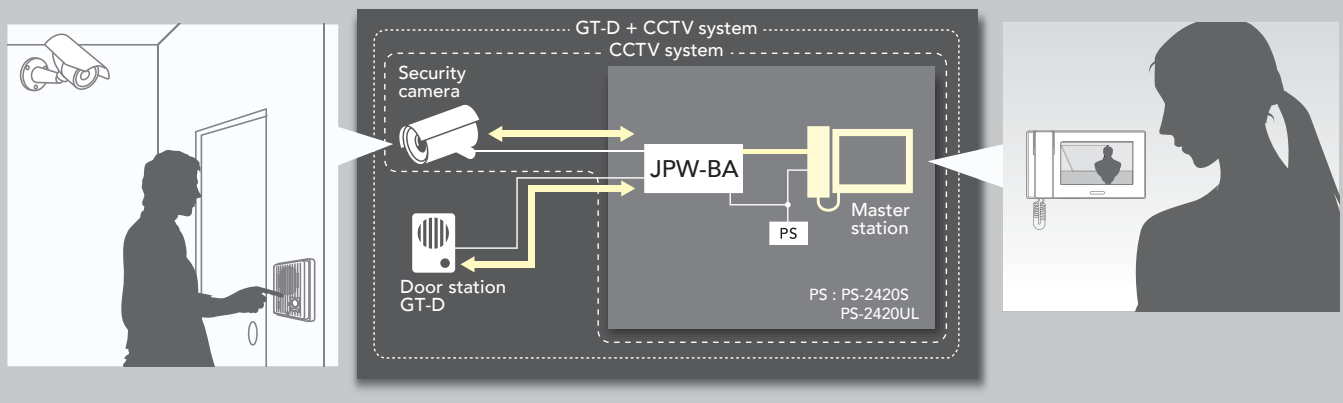 GT-D + CCTV system
CCTV system
Security
camera
JPW-BA
Master
station
PS
Door station
GT-D
PS : PS-2420S
PS-2420UL